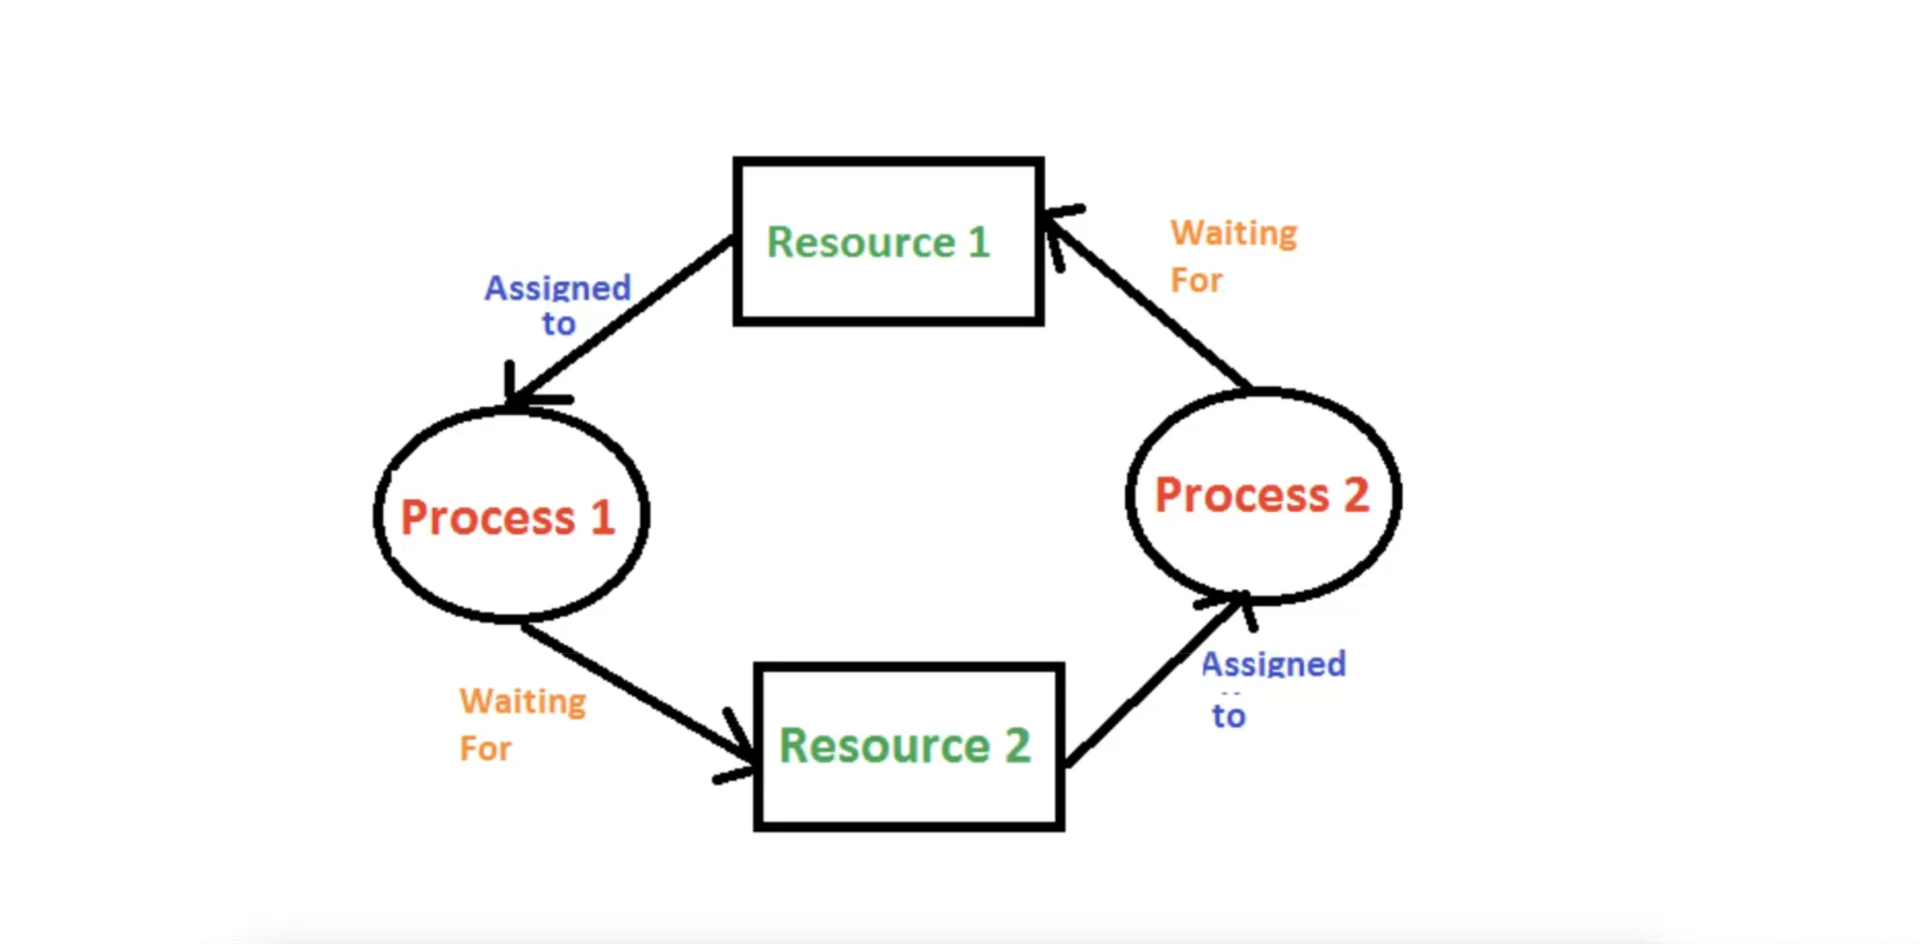 Resource 1
Waiting
For
Assigned
to
Process 1
Process 2
Waiting
For
Resource 2
Assigned
to